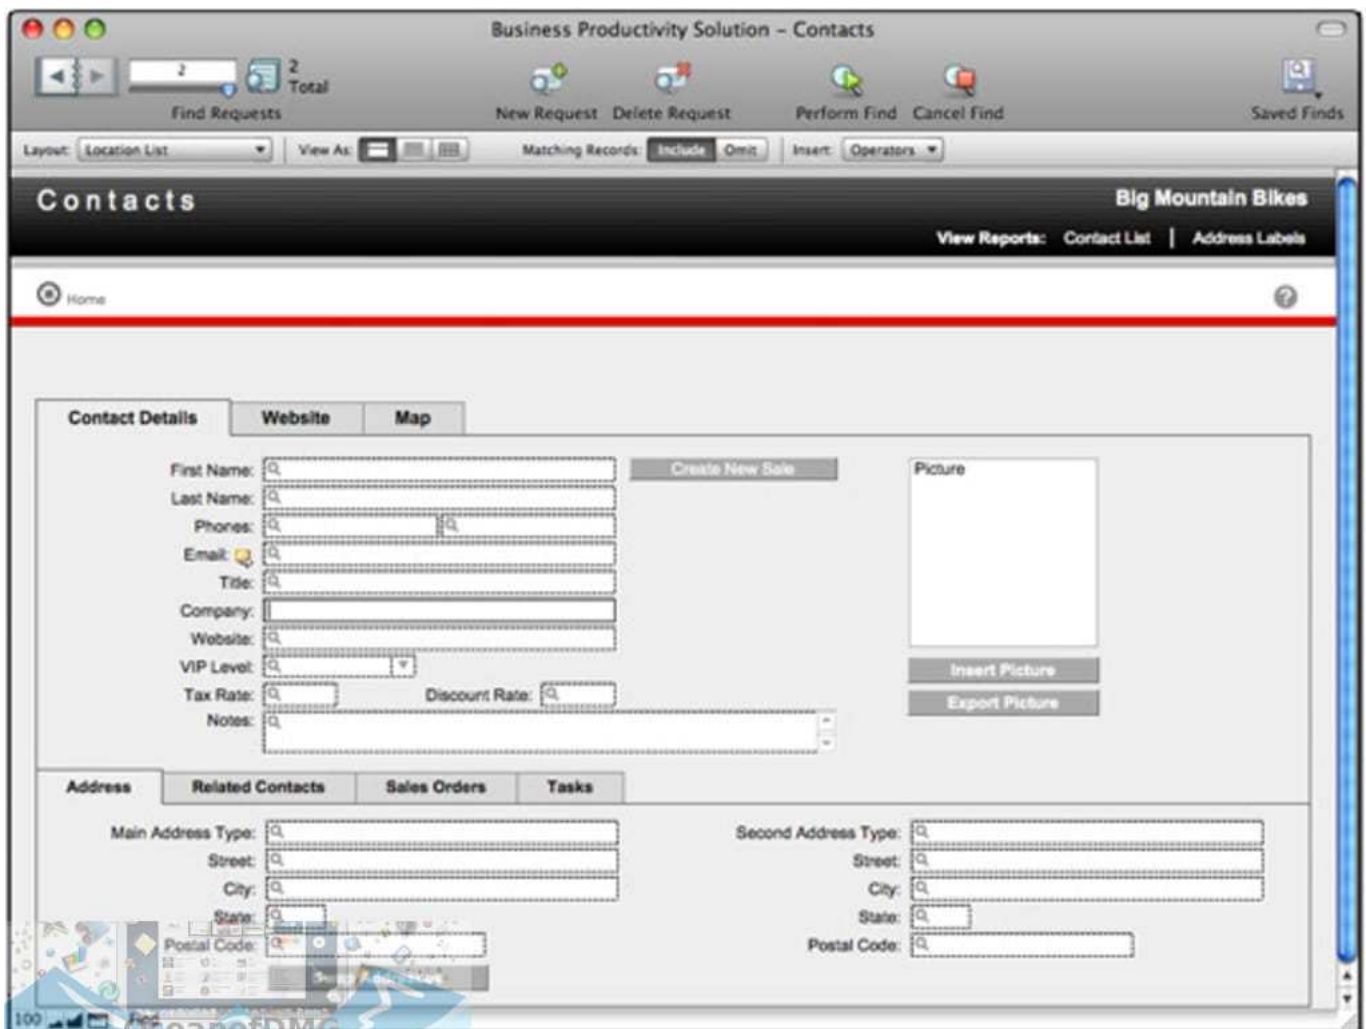 Business Productivity Solution – Contacts
2
2 Total
Find Requests
New Request Delete Request Perform Find Cancel Find Saved Finds
Layout: Location List View As: Matching Records: Include Omit Insert: Operators
Contacts
Big Mountain Bikes
View Reports: Contact List | Address Labels
Home
?
Contact Details Website Map
First Name: Create New Sale Picture
Last Name:
Phones:
Email:
Title:
Company:
Website:
VIP Level:
Insert Picture
Tax Rate: Discount Rate:
Export Picture
Notes:
Address Related Contacts Sales Orders Tasks
Main Address Type: Second Address Type:
Street: Street:
City: City:
State: State:
Postal Code: Postal Code:
100 Find